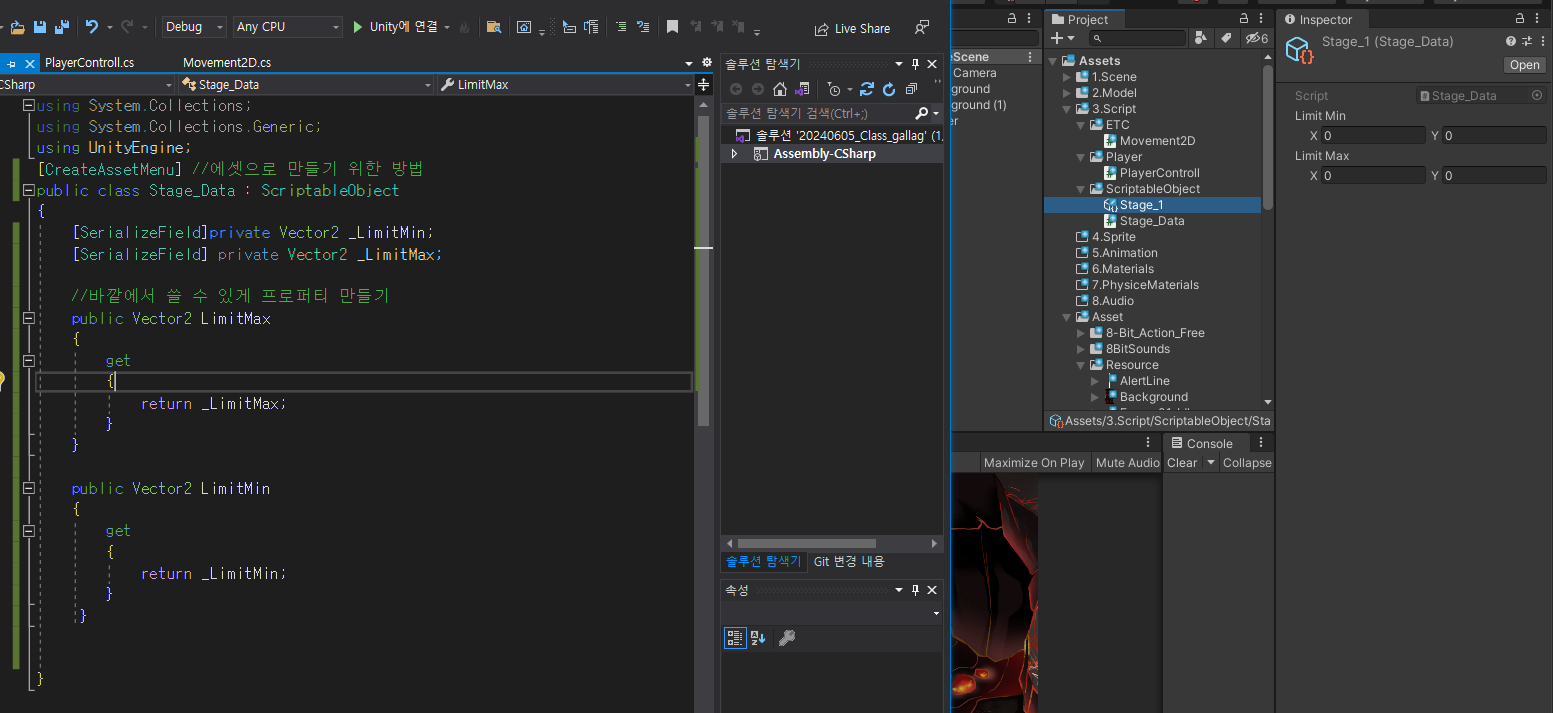 Debug
Any CPU
Unity에 연결
Live Share
PlayerControll.cs
Movement2D.cs
CSharp
Stage_Data
LimitMax
using System.Collections;
using System.Collections.Generic;
using UnityEngine;
[CreateAssetMenu] //에셋으로 만들기 위한 방법
public class Stage_Data : ScriptableObject
{
[SerializeField]private Vector2 _LimitMin;
[SerializeField] private Vector2 _LimitMax;
//바깥에서 쓸 수 있게 프로퍼티 만들기
public Vector2 LimitMax
{
get
{
return _LimitMax;
}
}
public Vector2 LimitMin
{
get
{
return _LimitMin;
}
}
}
솔루션 탐색기
솔루션 탐색기 검색(Ctrl+;)
솔루션 '20240605_Class_gallag' (1,
Assembly-CSharp
솔루션 탐색기
Git 변경 내용
속성
Scene
Camera
ground
ground (1)
er
Project
6
Assets
1.Scene
2.Model
3.Script
ETC
Movement2D
Player
PlayerControll
ScriptableObject
Stage_1
Stage_Data
4.Sprite
5.Animation
6.Materials
7.PhysiceMaterials
8.Audio
Asset
8-Bit_Action_Free
8BitSounds
Resource
AlertLine
Background
Assets/3.Script/ScriptableObject/Sta
Maximize On Play
Mute Audio
Console
Clear
Collapse
Inspector
Stage_1 (Stage_Data)
Open
Script
Stage_Data
Limit Min
X 0
Y 0
Limit Max
X 0
Y 0